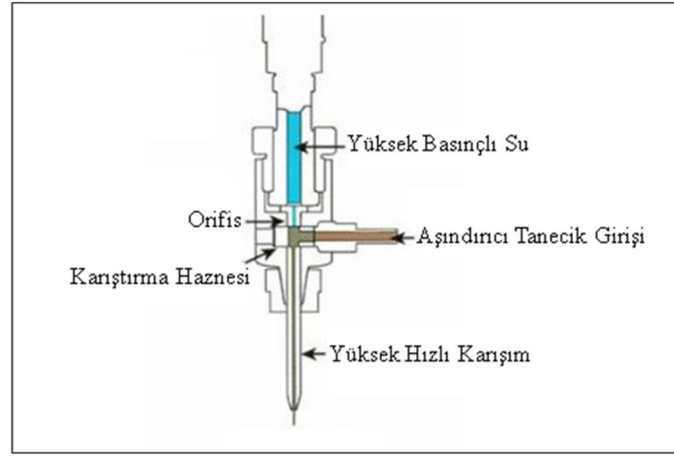 Yüksek Basınçlı Su
Orifis
Aşındırıcı Tanecik Girişi
Karıştırma Haznesi
Yüksek Hızlı Karışım